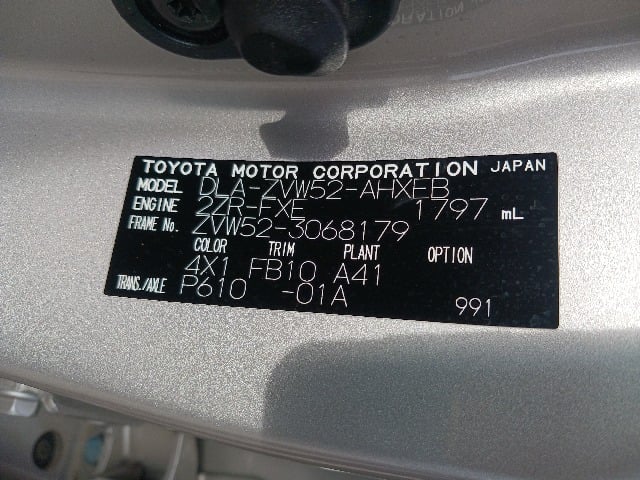 TOYOTA MOTOR CORPORATION JAPAN
MODEL DLA-ZVW52-AHXEB
ENGINE 2ZR-FXE 1797 mL
FRAME No. ZVW52-3068179
COLOR TRIM PLANT OPTION
4X1 FB10 A41
TRANS./AXLE P610 -01A 991